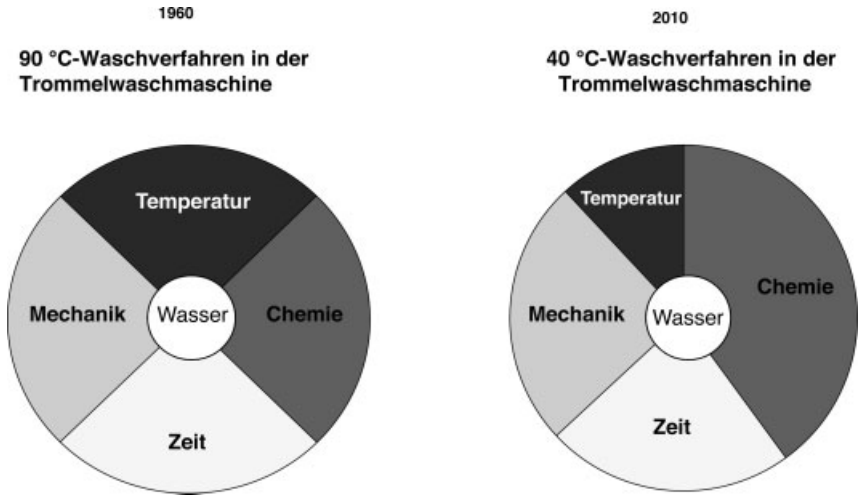 1960
90 °C-Waschverfahren in der
Trommelwaschmaschine
Temperatur
Mechanik
Wasser
Chemie
Zeit
2010
40 °C-Waschverfahren in der
Trommelwaschmaschine
Temperatur
Chemie
Mechanik
Wasser
Zeit